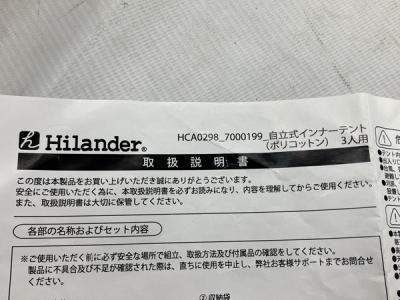 Hilander®
HCA0298_7000199_自立式インナーテント
(ポリコットン) 3人用
取扱説明書
この度は本製品をお買い上げいただき誠にありがとうございます。
安全にご使用いただく為に、本取扱説明書を必ずお読みになり、内容を理解してからご使用ください。
また、取扱説明書は大切に保管してください。
各部の名称およびセット内容
※ご使用いただく前に必ず安全な場所で組立、取扱方法及び付属品の確認をしてください。
製品に不具合及び不足が確認された際は、直ちに使用を中止し、弊社お客様サポートまでお問合
ください。
②収納袋